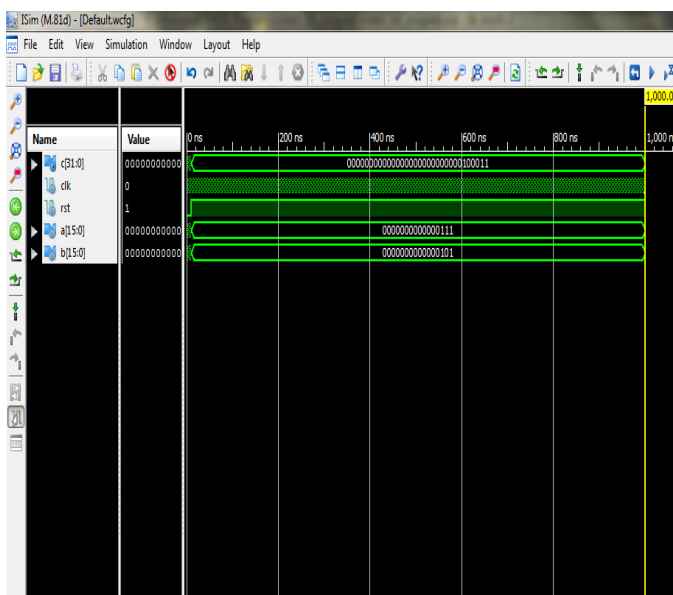 ISim (M.81d) - [Default.wcfg]
File Edit View Simulation Window Layout Help
1,000.0
Name Value
0 ns 200 ns 400 ns 600 ns 800 ns 1,000 n
c[31:0] 00000000000 00000000000000000000000000100011
clk 0
rst 1
a[15:0] 00000000000 0000000000000111
b[15:0] 00000000000 0000000000000101